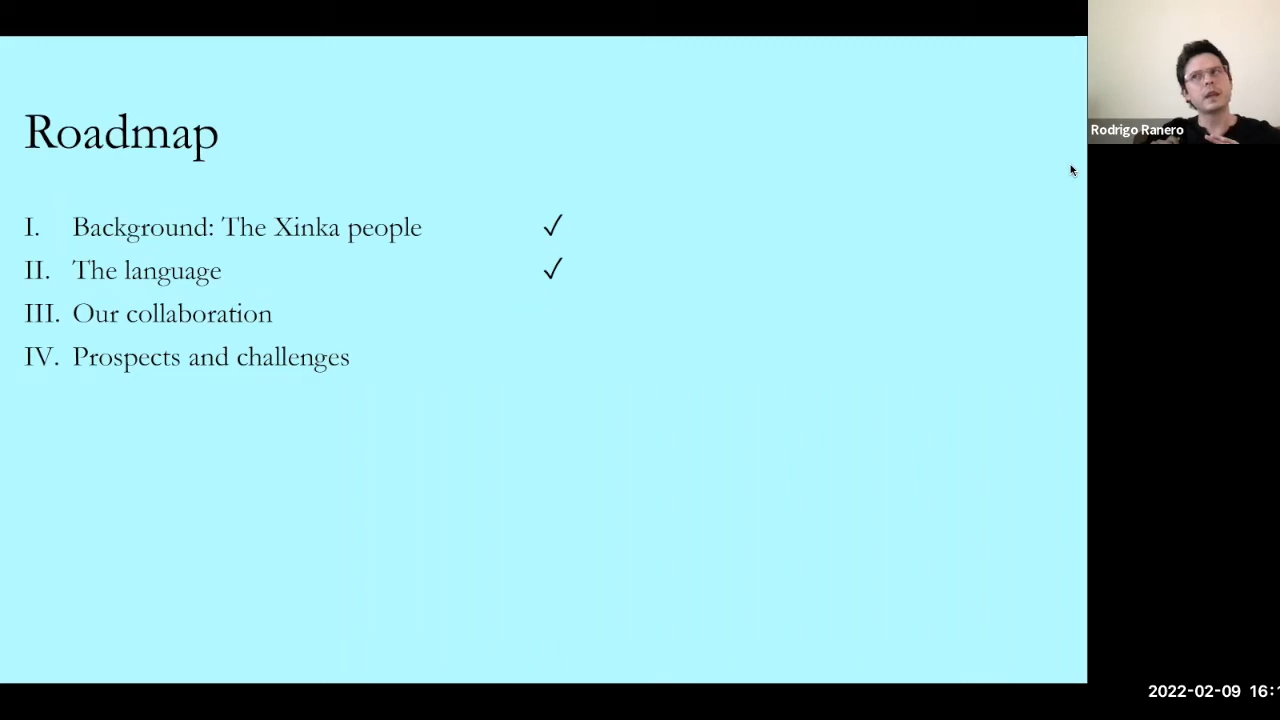 Roadmap
I. Background: The Xinka people ✓
II. The language ✓
III. Our collaboration
IV. Prospects and challenges
Rodrigo Ranero
2022-02-09 16:1